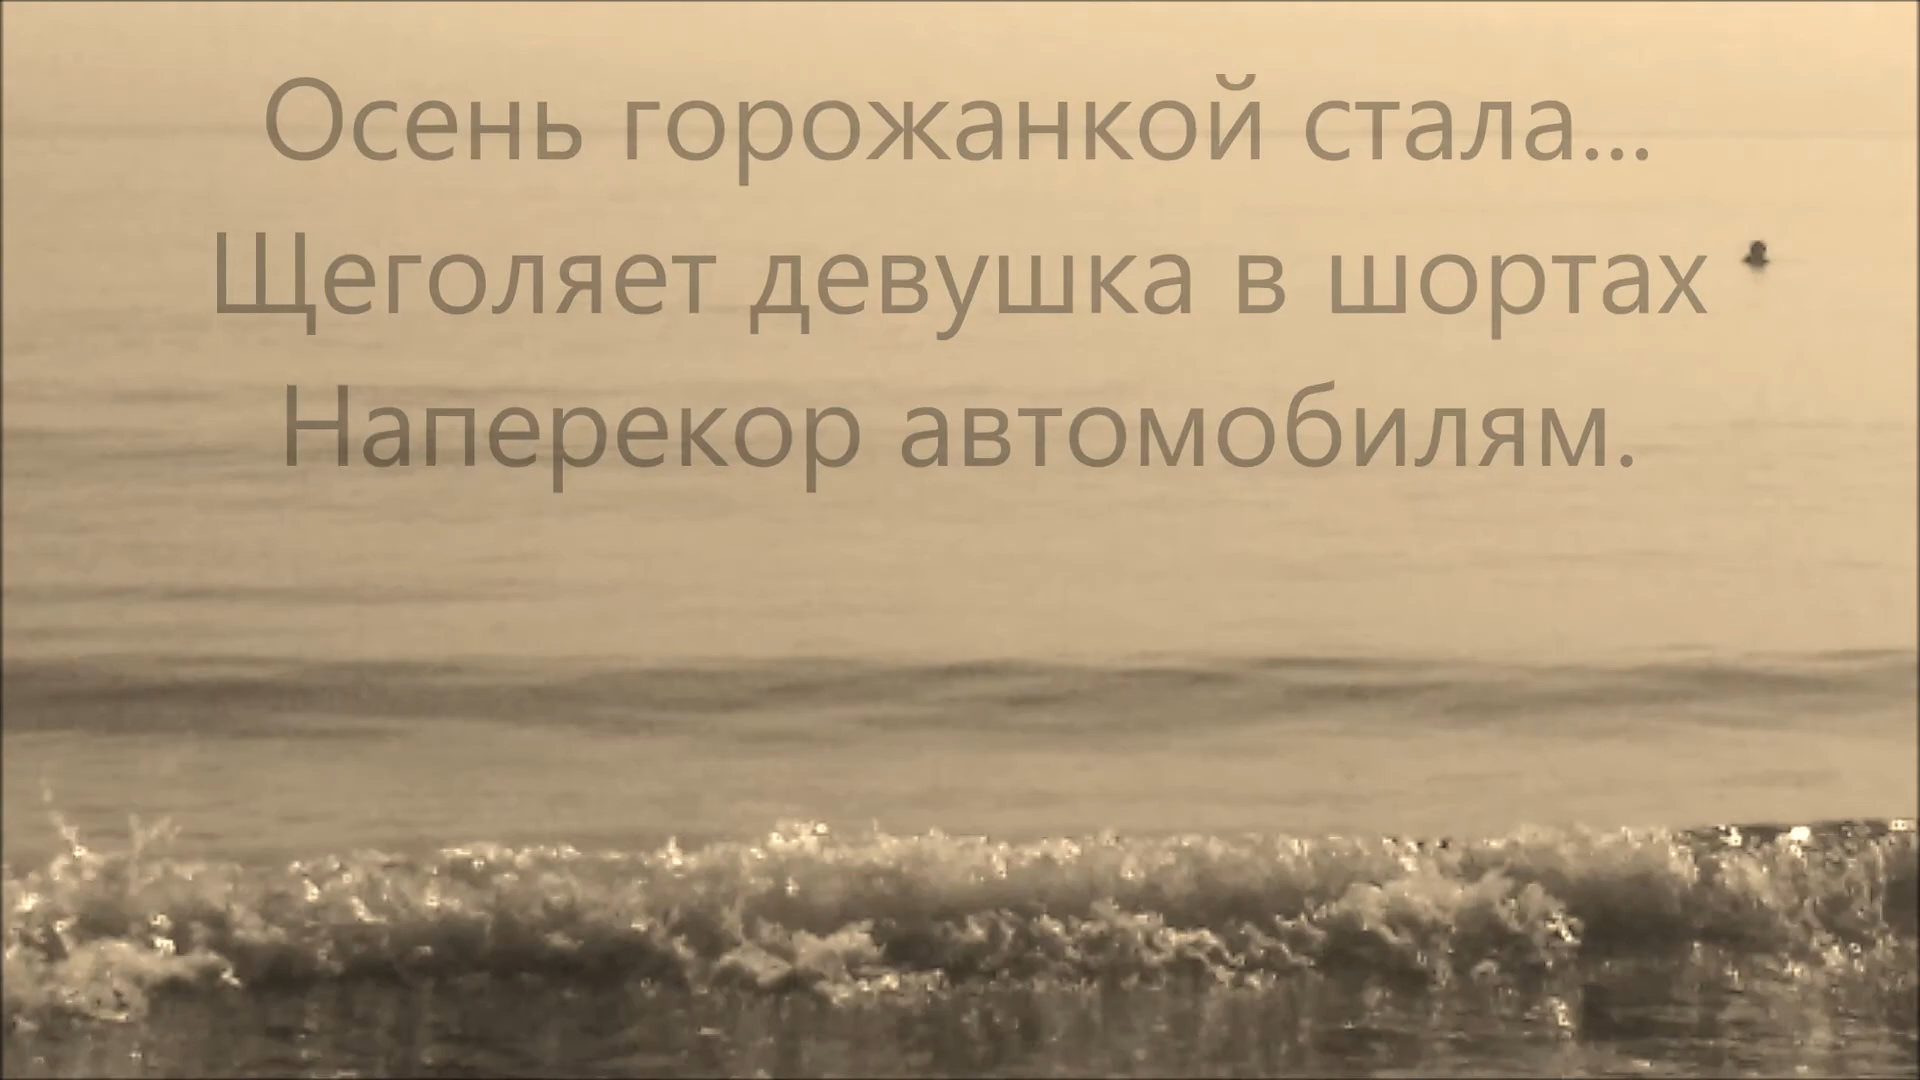 Осень горожанкой стала...
Щеголяет девушка в шортах
Наперекор автомобилям.